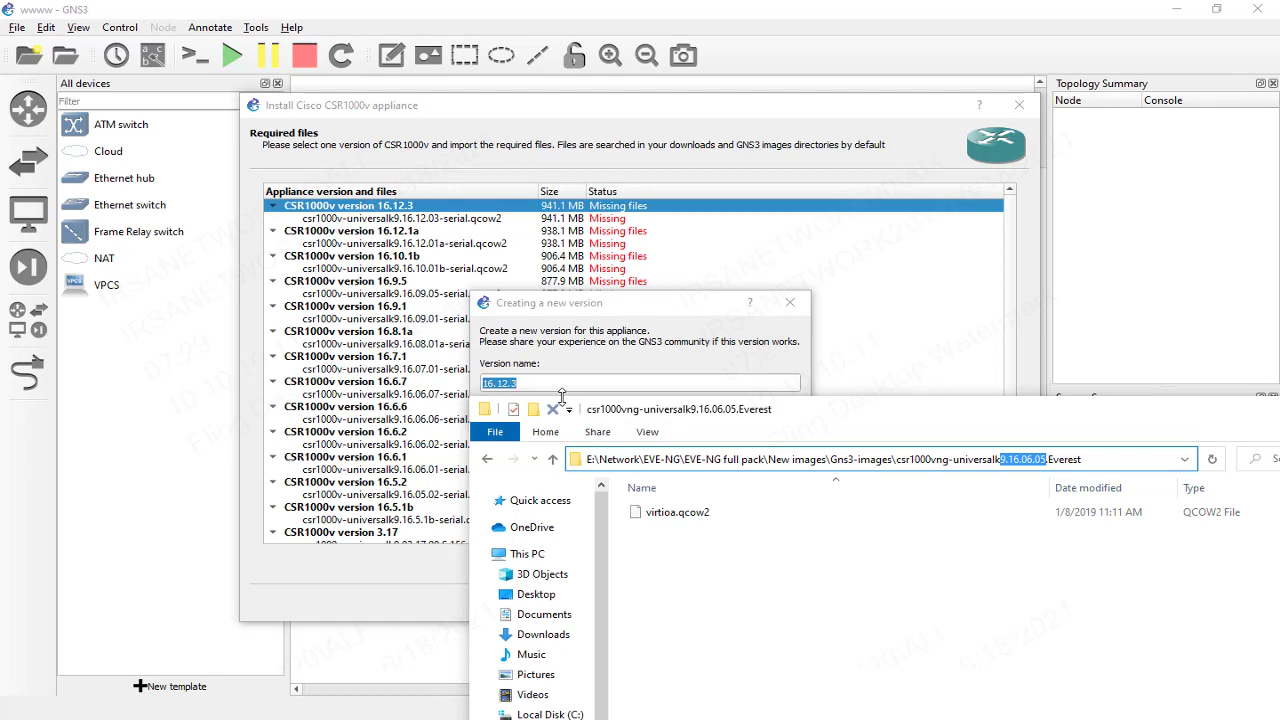 wwww - GNS3
File Edit View Control Node Annotate Tools Help
All devices
Filter
ATM switch
Cloud
Ethernet hub
Ethernet switch
Frame Relay switch
NAT
VPCS
New template
Topology Summary
Node Console
Install Cisco CSR1000v appliance
Required files
Please select one version of CSR1000v and import the required files. Files are searched in your downloads and GNS3 images directories by default
Appliance version and files Size Status
CSR1000v version 16.12.3 941.1 MB Missing files
csr1000v-universalk9.16.12.03-serial.qcow2 941.1 MB Missing
CSR1000v version 16.12.1a 938.1 MB Missing files
csr1000v-universalk9.16.12.01a-serial.qcow2 938.1 MB Missing
CSR1000v version 16.10.1b 906.4 MB Missing files
csr1000v-universalk9.16.10.01b-serial.qcow2 906.4 MB Missing
CSR1000v version 16.9.5 877.9 MB Missing files
csr1000v-universalk9.16.09.05-serial.
CSR1000v version 16.9.1
csr1000v-universalk9.16.09.01-serial.
CSR1000v version 16.8.1a
csr1000v-universalk9.16.08.01a-serial.
CSR1000v version 16.7.1
csr1000v-universalk9.16.07.01-serial.
CSR1000v version 16.6.7
csr1000v-universalk9.16.06.07-serial.
CSR1000v version 16.6.6
csr1000v-universalk9.16.06.06-serial.
CSR1000v version 16.6.2
csr1000v-universalk9.16.06.02-serial.
CSR1000v version 16.6.1
csr1000v-universalk9.16.06.01-serial.
CSR1000v version 16.5.2
csr1000v-universalk9.16.05.02-serial.
CSR1000v version 16.5.1b
csr1000v-universalk9.16.5.1b-serial.
CSR1000v version 3.17
Creating a new version
Create a new version for this appliance.
Please share your experience on the GNS3 community if this version works.
Version name:
16.12.3
csr1000vng-universalk9.16.06.05.Everest
File Home Share View
E:\Network\EVE-NG\EVE-NG full pack\New images\Gns3-images\csr1000vng-universalk9.16.06.05.Everest
Name Date modified Type
virtioa.qcow2 1/8/2019 11:11 AM QCOW2 File
Quick access
OneDrive
This PC
3D Objects
Desktop
Documents
Downloads
Music
Pictures
Videos
Local Disk (C:)